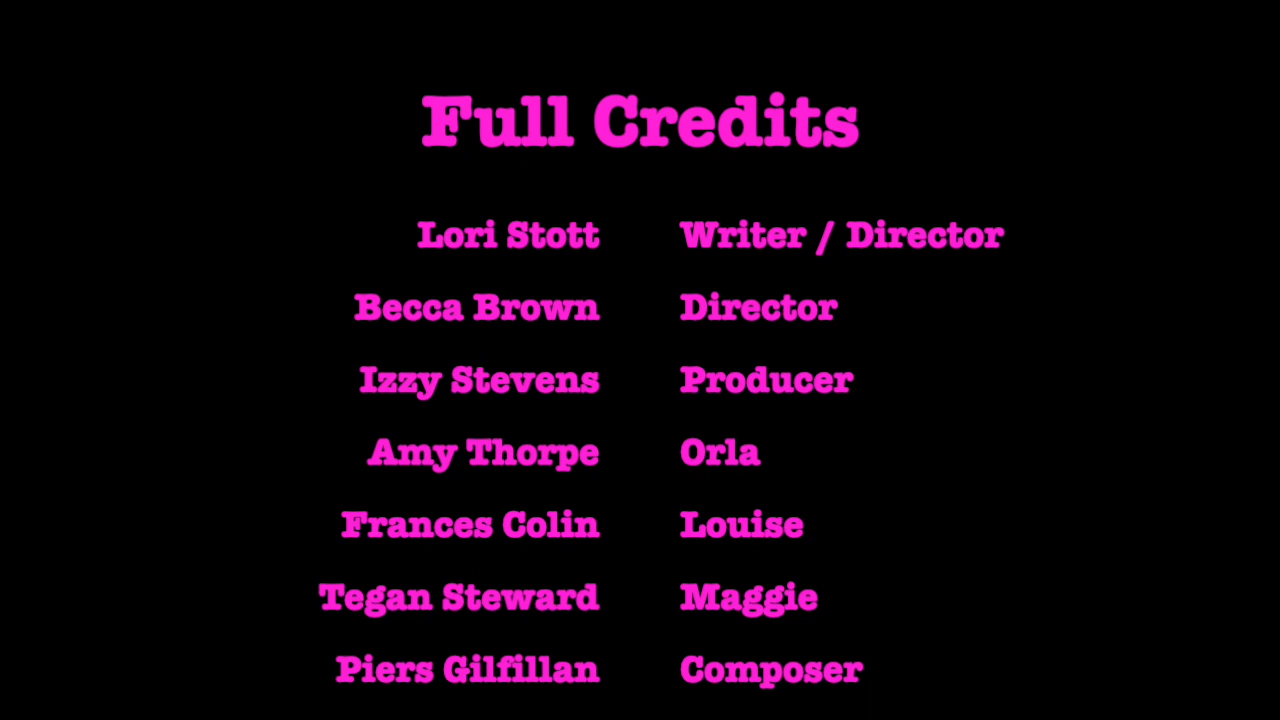 Full Credits
Lori Stott Writer / Director
Becca Brown Director
Izzy Stevens Producer
Amy Thorpe Orla
Frances Colin Louise
Tegan Steward Maggie
Piers Gilfillan Composer